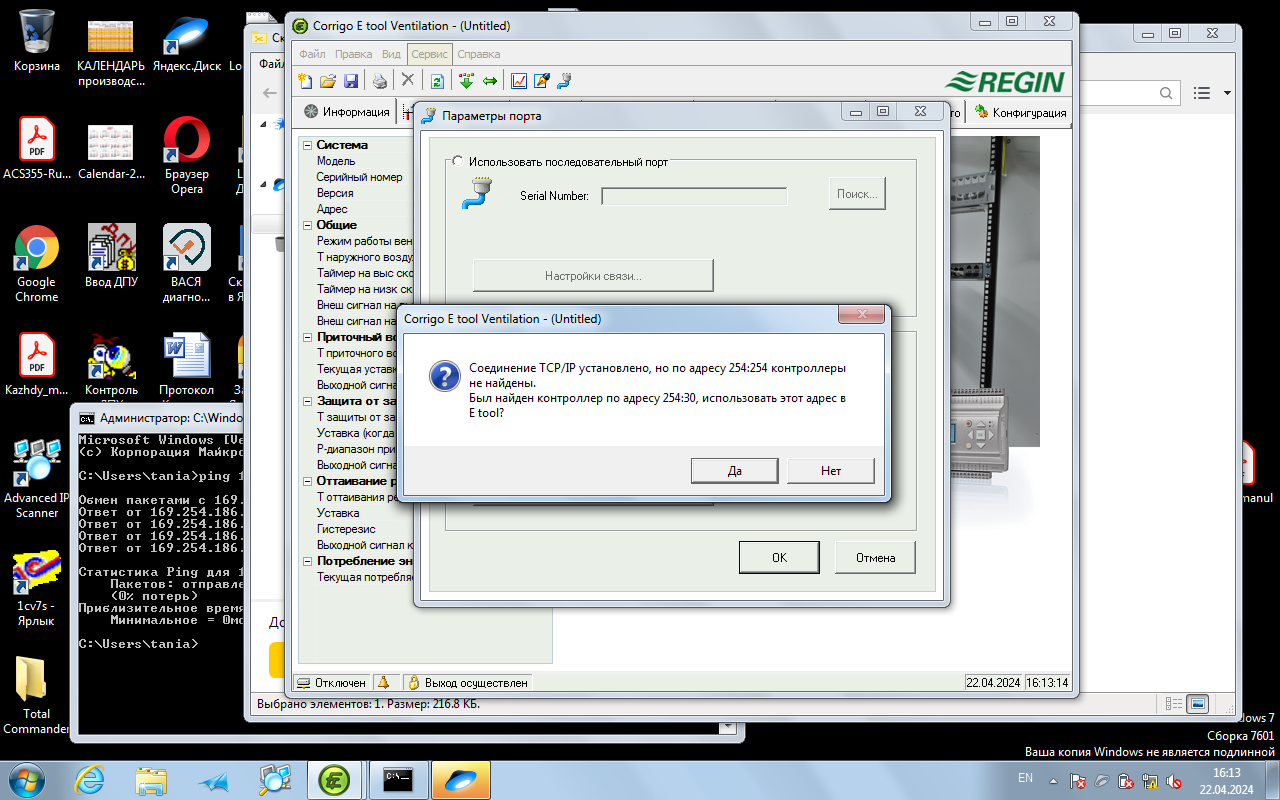 Корзина
КАЛЕНДАРЬ производс...
Яндекс.Диск
ACS355-Ru...
Calendar-2...
Браузер Opera
Google Chrome
Ввод ДПУ
ВАСЯ диагно...
Kazhdy_m...
Контроль
Протокол
Advanced IP Scanner
1cv7s - Ярлык
Total Commander
Corrigo E tool Ventilation - (Untitled)
Файл Правка Вид Сервис Справка
REGIN
Информация
Конфигурация
Система
Модель
Серийный номер
Версия
Адрес
Общие
Режим работы вен
Т наружного возду
Таймер на выс ско
Таймер на низк ск
Внеш сигнал на
Внеш сигнал на
Приточный в
Т приточного во
Текущая устав
Выходной сигна
Защита от за
Т защиты от за
Уставка (когда
Р-диапазон при
Выходной сигна
Оттаивание р
Т оттаивания ре
Уставка
Гистерезис
Выходной сигнал к
Потребление эн
Текущая потребля
Параметры порта
Использовать последовательный порт
Serial Number:
Поиск...
Настройки связи...
OK
Отмена
Corrigo E tool Ventilation - (Untitled)
Соединение TCP/IP установлено, но по адресу 254:254 контроллеры
не найдены.
Был найден контроллер по адресу 254:30, использовать этот адрес в
E tool?
Да
Нет
Отключен
Выход осуществлен
22.04.2024 16:13:14
Выбрано элементов: 1. Размер: 216.8 КБ.
Администратор: C:\Windo
Microsoft Windows [Ve
(c) Корпорация Майкро
C:\Users\tania>ping 1
Обмен пакетами с 169.
Ответ от 169.254.186.
Ответ от 169.254.186.
Ответ от 169.254.186.
Ответ от 169.254.186.
Статистика Ping для 1
Пакетов: отправле
(0% потерь)
Приблизительное время
Минимальное = 0мс
C:\Users\tania>
manul
dows 7
Сборка 7601
Ваша копия Windows не является подлинной
EN
16:13
22.04.2024